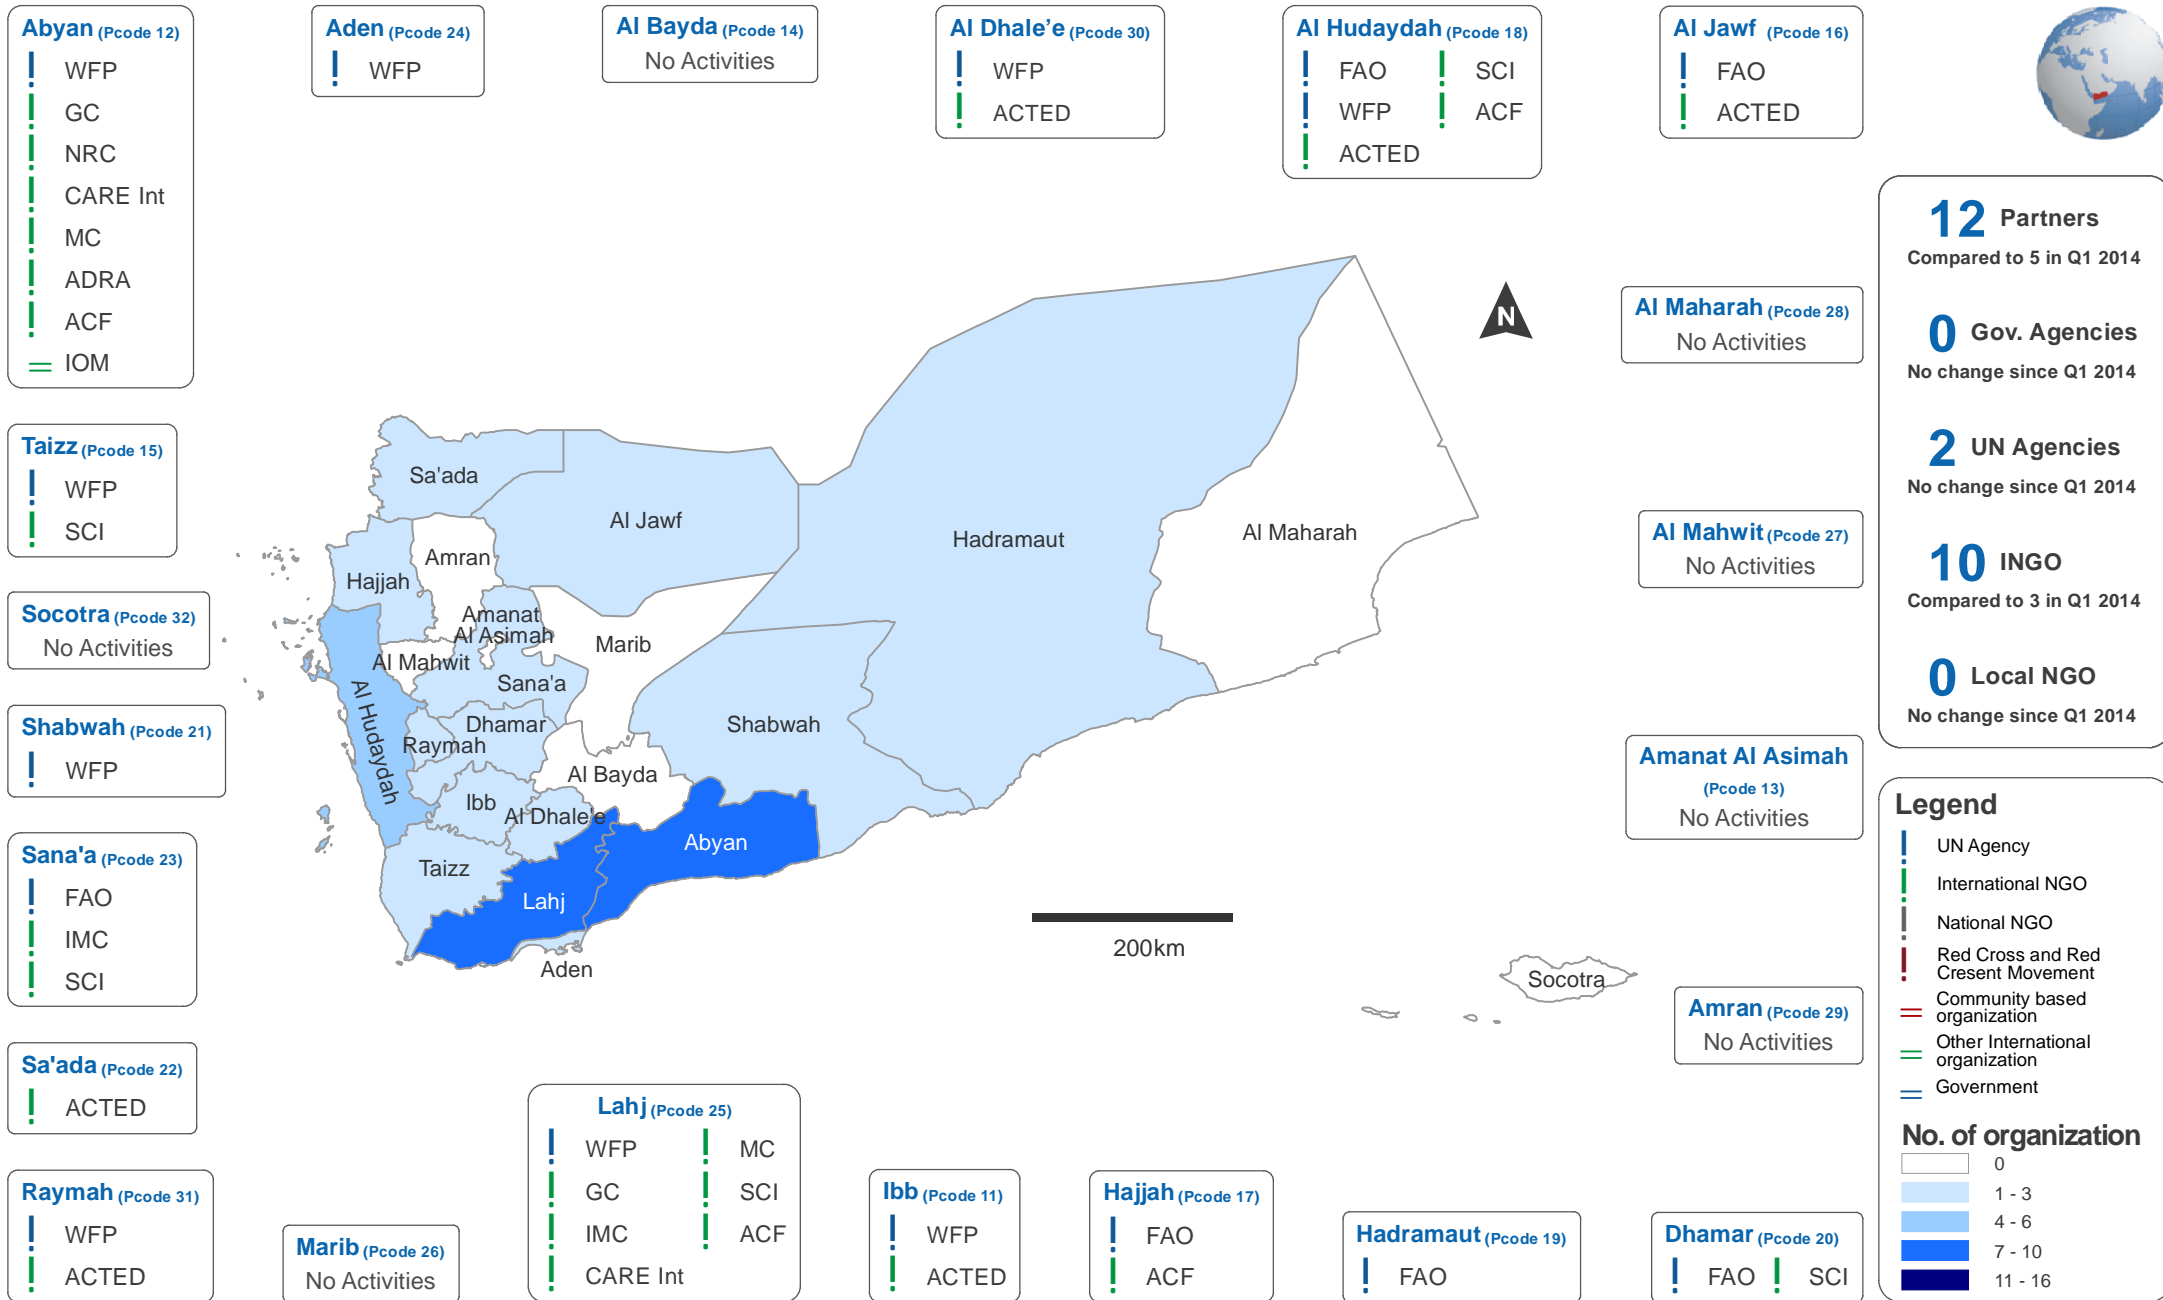 Abyan (Pcode 12)
WFP
GC
NRC
CARE Int
MC
ADRA
ACF
IOM
Aden (Pcode 24)
WFP
Al Bayda (Pcode 14)
No Activities
Al Dhale'e (Pcode 30)
WFP
ACTED
Al Hudaydah (Pcode 18)
FAO
SCI
WFP
ACF
ACTED
Al Jawf (Pcode 16)
FAO
ACTED
12 Partners
Compared to 5 in Q1 2014
0 Gov. Agencies
No change since Q1 2014
2 UN Agencies
No change since Q1 2014
10 INGO
Compared to 3 in Q1 2014
0 Local NGO
No change since Q1 2014
Al Maharah (Pcode 28)
No Activities
Al Mahwit (Pcode 27)
No Activities
Amanat Al Asimah
(Pcode 13)
No Activities
Amran (Pcode 29)
No Activities
Taizz (Pcode 15)
WFP
SCI
Socotra (Pcode 32)
No Activities
Shabwah (Pcode 21)
WFP
Sana'a (Pcode 23)
FAO
IMC
SCI
Sa'ada (Pcode 22)
ACTED
Raymah (Pcode 31)
WFP
ACTED
Marib (Pcode 26)
No Activities
Lahj (Pcode 25)
WFP
MC
GC
SCI
IMC
ACF
CARE Int
Ibb (Pcode 11)
WFP
ACTED
Hajjah (Pcode 17)
FAO
ACF
Hadramaut (Pcode 19)
FAO
Dhamar (Pcode 20)
FAO
SCI
N
Sa'ada
Al Jawf
Hadramaut
Al Maharah
Amran
Hajjah
Amanat
Al Asimah
Marib
Al Mahwit
Sana'a
Al Hudaydah
Dhamar
Raymah
Shabwah
Al Bayda
Ibb
Al Dhale'e
Abyan
Taizz
Lahj
Aden
Socotra
200km
Legend
UN Agency
International NGO
National NGO
Red Cross and Red
Cresent Movement
Community based
organization
Other International
organization
Government
No. of organization
0
1 - 3
4 - 6
7 - 10
11 - 16